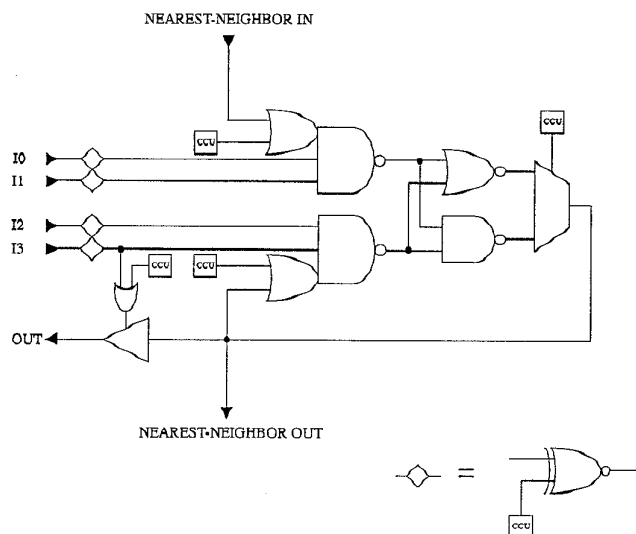 NEAREST-NEIGHBOR IN
CCU
CCU
I0
I1
I2
I3
CCU
CCU
OUT
NEAREST-NEIGHBOR OUT
=
CCU